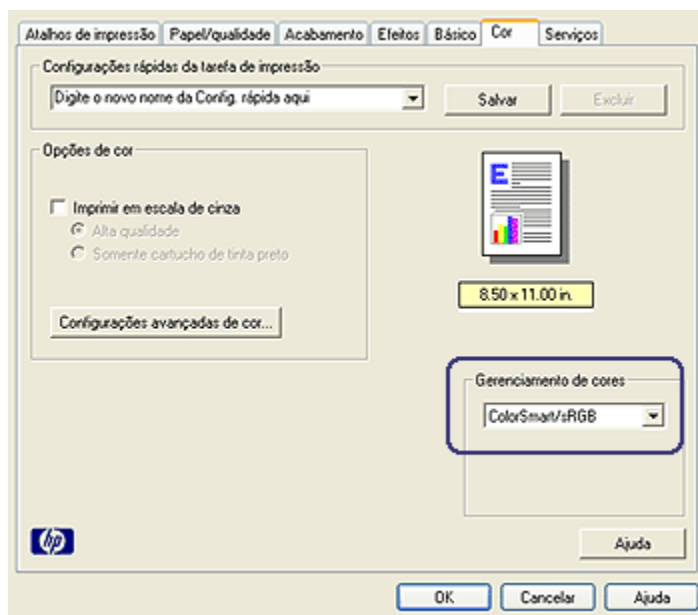 Atalhos de impressão Papel/qualidade Acabamento Efeitos Básico Cor Serviços
Configurações rápidas da tarefa de impressão
Digite o novo nome da Config. rápida aqui Salvar Excluir
Opções de cor
Imprimir em escala de cinza
Alta qualidade
Somente cartucho de tinta preto
Configurações avançadas de cor...
E
8.50 x 11.00 in.
Gerenciamento de cores
ColorSmart/sRGB
hp
Ajuda
OK Cancelar Ajuda